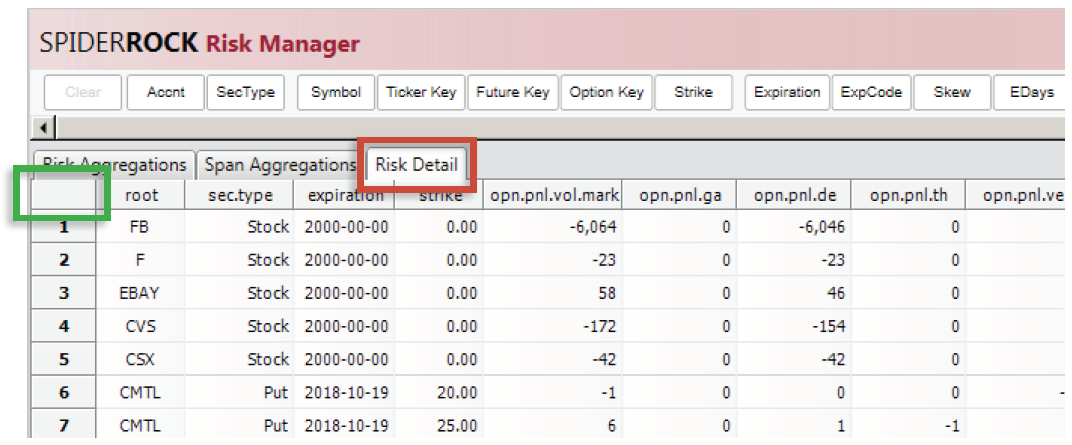 SPIDERROCK Risk Manager
Clear Accnt SecType Symbol Ticker Key Future Key Option Key Strike Expiration ExpCode Skew EDays
Risk Aggregations Span Aggregations Risk Detail
root sec.type expiration strike opn.pnl.vol.mark opn.pnl.ga opn.pnl.de opn.pnl.th opn.pnl.ve
1 FB Stock 2000-00-00 0.00 -6,064 0 -6,046 0
2 F Stock 2000-00-00 0.00 -23 0 -23 0
3 EBAY Stock 2000-00-00 0.00 58 0 46 0
4 CVS Stock 2000-00-00 0.00 -172 0 -154 0
5 CSX Stock 2000-00-00 0.00 -42 0 -42 0
6 CMTL Put 2018-10-19 20.00 -1 0 0 0 -
7 CMTL Put 2018-10-19 25.00 6 0 1 -1